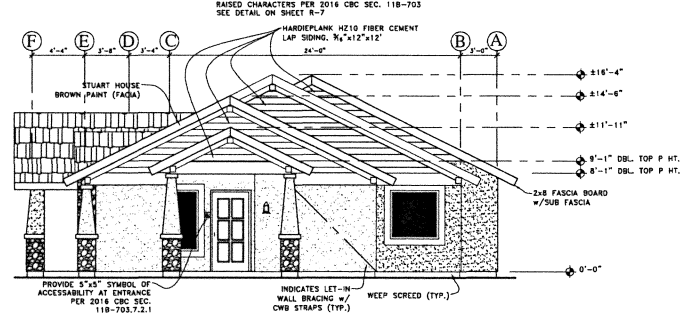 RAISED CHARACTERS PER 2016 CBC SEC. 11B-703
SEE DETAIL ON SHEET R-7
HARDIEPLANK HZ10 FIBER CEMENT
LAP SIDING, 5/16"x12"x12'
F E D C B A
4'-4" 3'-8" 3'-4" 24'-0" 3'-0"
±16'-4"
STUART HOUSE
BROWN PAINT (FACIA)
±14'-6"
±11'-11"
9'-1" DBL. TOP P HT.
8'-1" DBL. TOP P HT.
2x8 FASCIA BOARD
w/SUB FASCIA
0'-0"
PROVIDE 5"x5" SYMBOL OF
ACCESSABILITY AT ENTRANCE
PER 2016 CBC SEC.
11B-703.7.2.1
INDICATES LET-IN
WALL BRACING w/
CWB STRAPS (TYP.)
WEEP SCREED (TYP.)